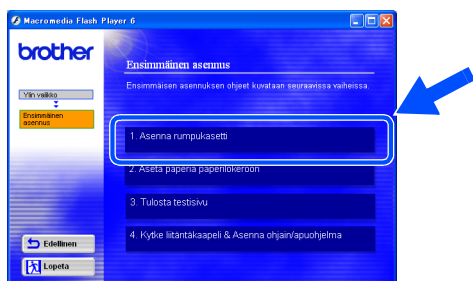 Macromedia Flash Player 6
brother
Ylin valikko
Ensimmäinen
asennus
Edellinen
Lopeta
Ensimmäinen asennus
Ensimmäisen asennuksen ohjeet kuvataan seuraavissa vaiheissa.
1. Asenna rumpukasetti
2. Aseta paperia paperilokeroon
3. Tulosta testisivu
4. Kytke liitäntäkaapeli & Asenna ohjain/apuohjelma